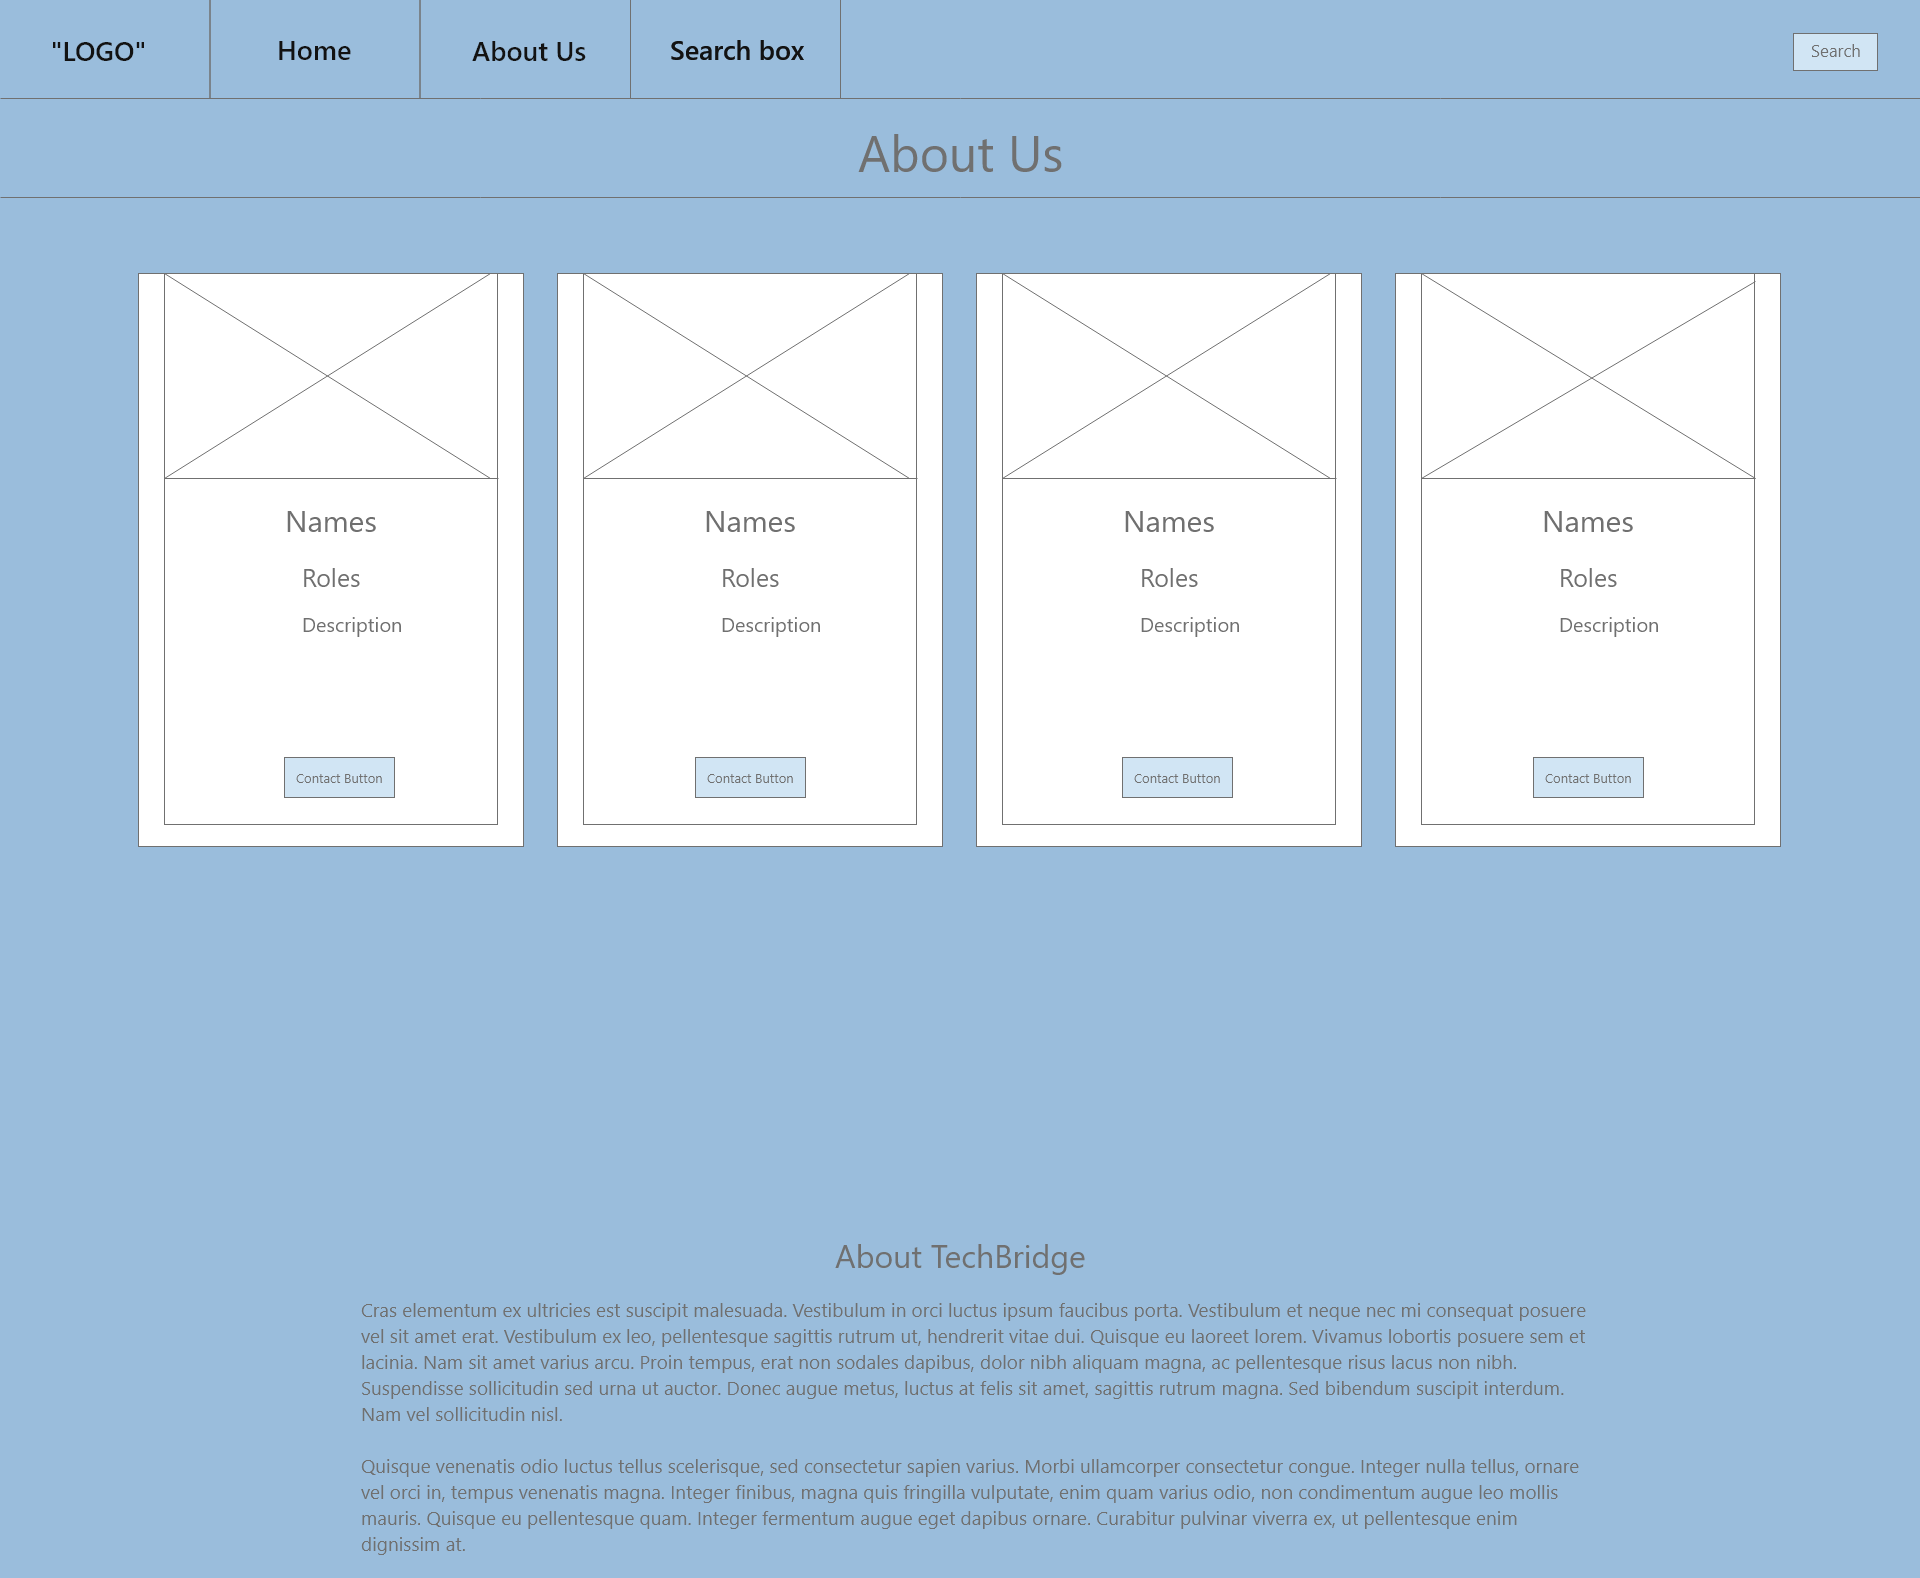 "LOGO"
Home
About Us
Search box
Search
About Us
Names
Roles
Description
Contact Button
Names
Roles
Description
Contact Button
Names
Roles
Description
Contact Button
Names
Roles
Description
Contact Button
About TechBridge
Cras elementum ex ultricies est suscipit malesuada. Vestibulum in orci luctus ipsum faucibus porta. Vestibulum et neque nec mi consequat posuere
vel sit amet erat. Vestibulum ex leo, pellentesque sagittis rutrum ut, hendrerit vitae dui. Quisque eu laoreet lorem. Vivamus lobortis posuere sem et
lacinia. Nam sit amet varius arcu. Proin tempus, erat non sodales dapibus, dolor nibh aliquam magna, ac pellentesque risus lacus non nibh.
Suspendisse sollicitudin sed urna ut auctor. Donec augue metus, luctus at felis sit amet, sagittis rutrum magna. Sed bibendum suscipit interdum.
Nam vel sollicitudin nisl.
Quisque venenatis odio luctus tellus scelerisque, sed consectetur sapien varius. Morbi ullamcorper consectetur congue. Integer nulla tellus, ornare
vel orci in, tempus venenatis magna. Integer finibus, magna quis fringilla vulputate, enim quam varius odio, non condimentum augue leo mollis
mauris. Quisque eu pellentesque quam. Integer fermentum augue eget dapibus ornare. Curabitur pulvinar viverra ex, ut pellentesque enim
dignissim at.